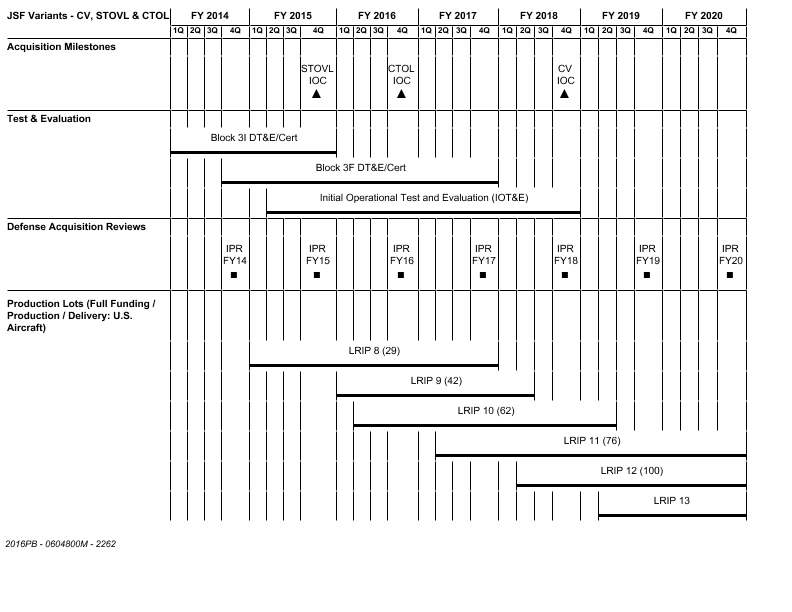 JSF Variants - CV, STOVL & CTOL FY 2014 FY 2015 FY 2016 FY 2017 FY 2018 FY 2019 FY 2020
1Q 2Q 3Q 4Q 1Q 2Q 3Q 4Q 1Q 2Q 3Q 4Q 1Q 2Q 3Q 4Q 1Q 2Q 3Q 4Q 1Q 2Q 3Q 4Q 1Q 2Q 3Q 4Q
Acquisition Milestones
STOVL CTOL CV
IOC IOC IOC
Test & Evaluation
Block 3I DT&E/Cert
Block 3F DT&E/Cert
Initial Operational Test and Evaluation (IOT&E)
Defense Acquisition Reviews
IPR IPR IPR IPR IPR IPR IPR
FY14 FY15 FY16 FY17 FY18 FY19 FY20
Production Lots (Full Funding /
Production / Delivery: U.S.
Aircraft)
LRIP 8 (29)
LRIP 9 (42)
LRIP 10 (62)
LRIP 11 (76)
LRIP 12 (100)
LRIP 13
2016PB - 0604800M - 2262